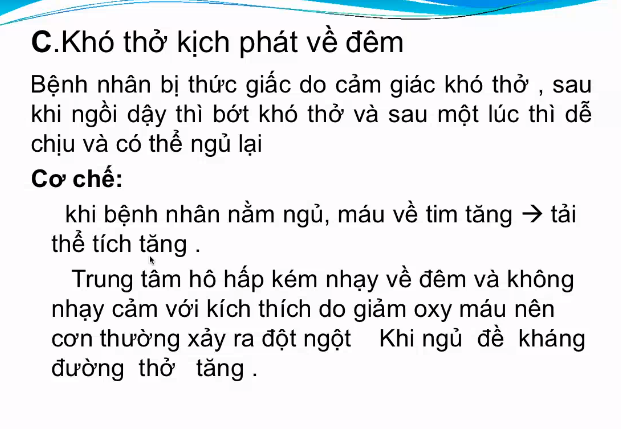 C.Khó thở kịch phát về đêm
Bệnh nhân bị thức giấc do cảm giác khó thở , sau
khi ngồi dậy thì bớt khó thở và sau một lúc thì dễ
chịu và có thể ngủ lại
Cơ chế:
khi bệnh nhân nằm ngủ, máu về tim tăng → tải
thể tích tăng .
Trung tâm hô hấp kém nhạy về đêm và không
nhạy cảm với kích thích do giảm oxy máu nên
cơn thường xảy ra đột ngột Khi ngủ đề kháng
đường thở tăng .